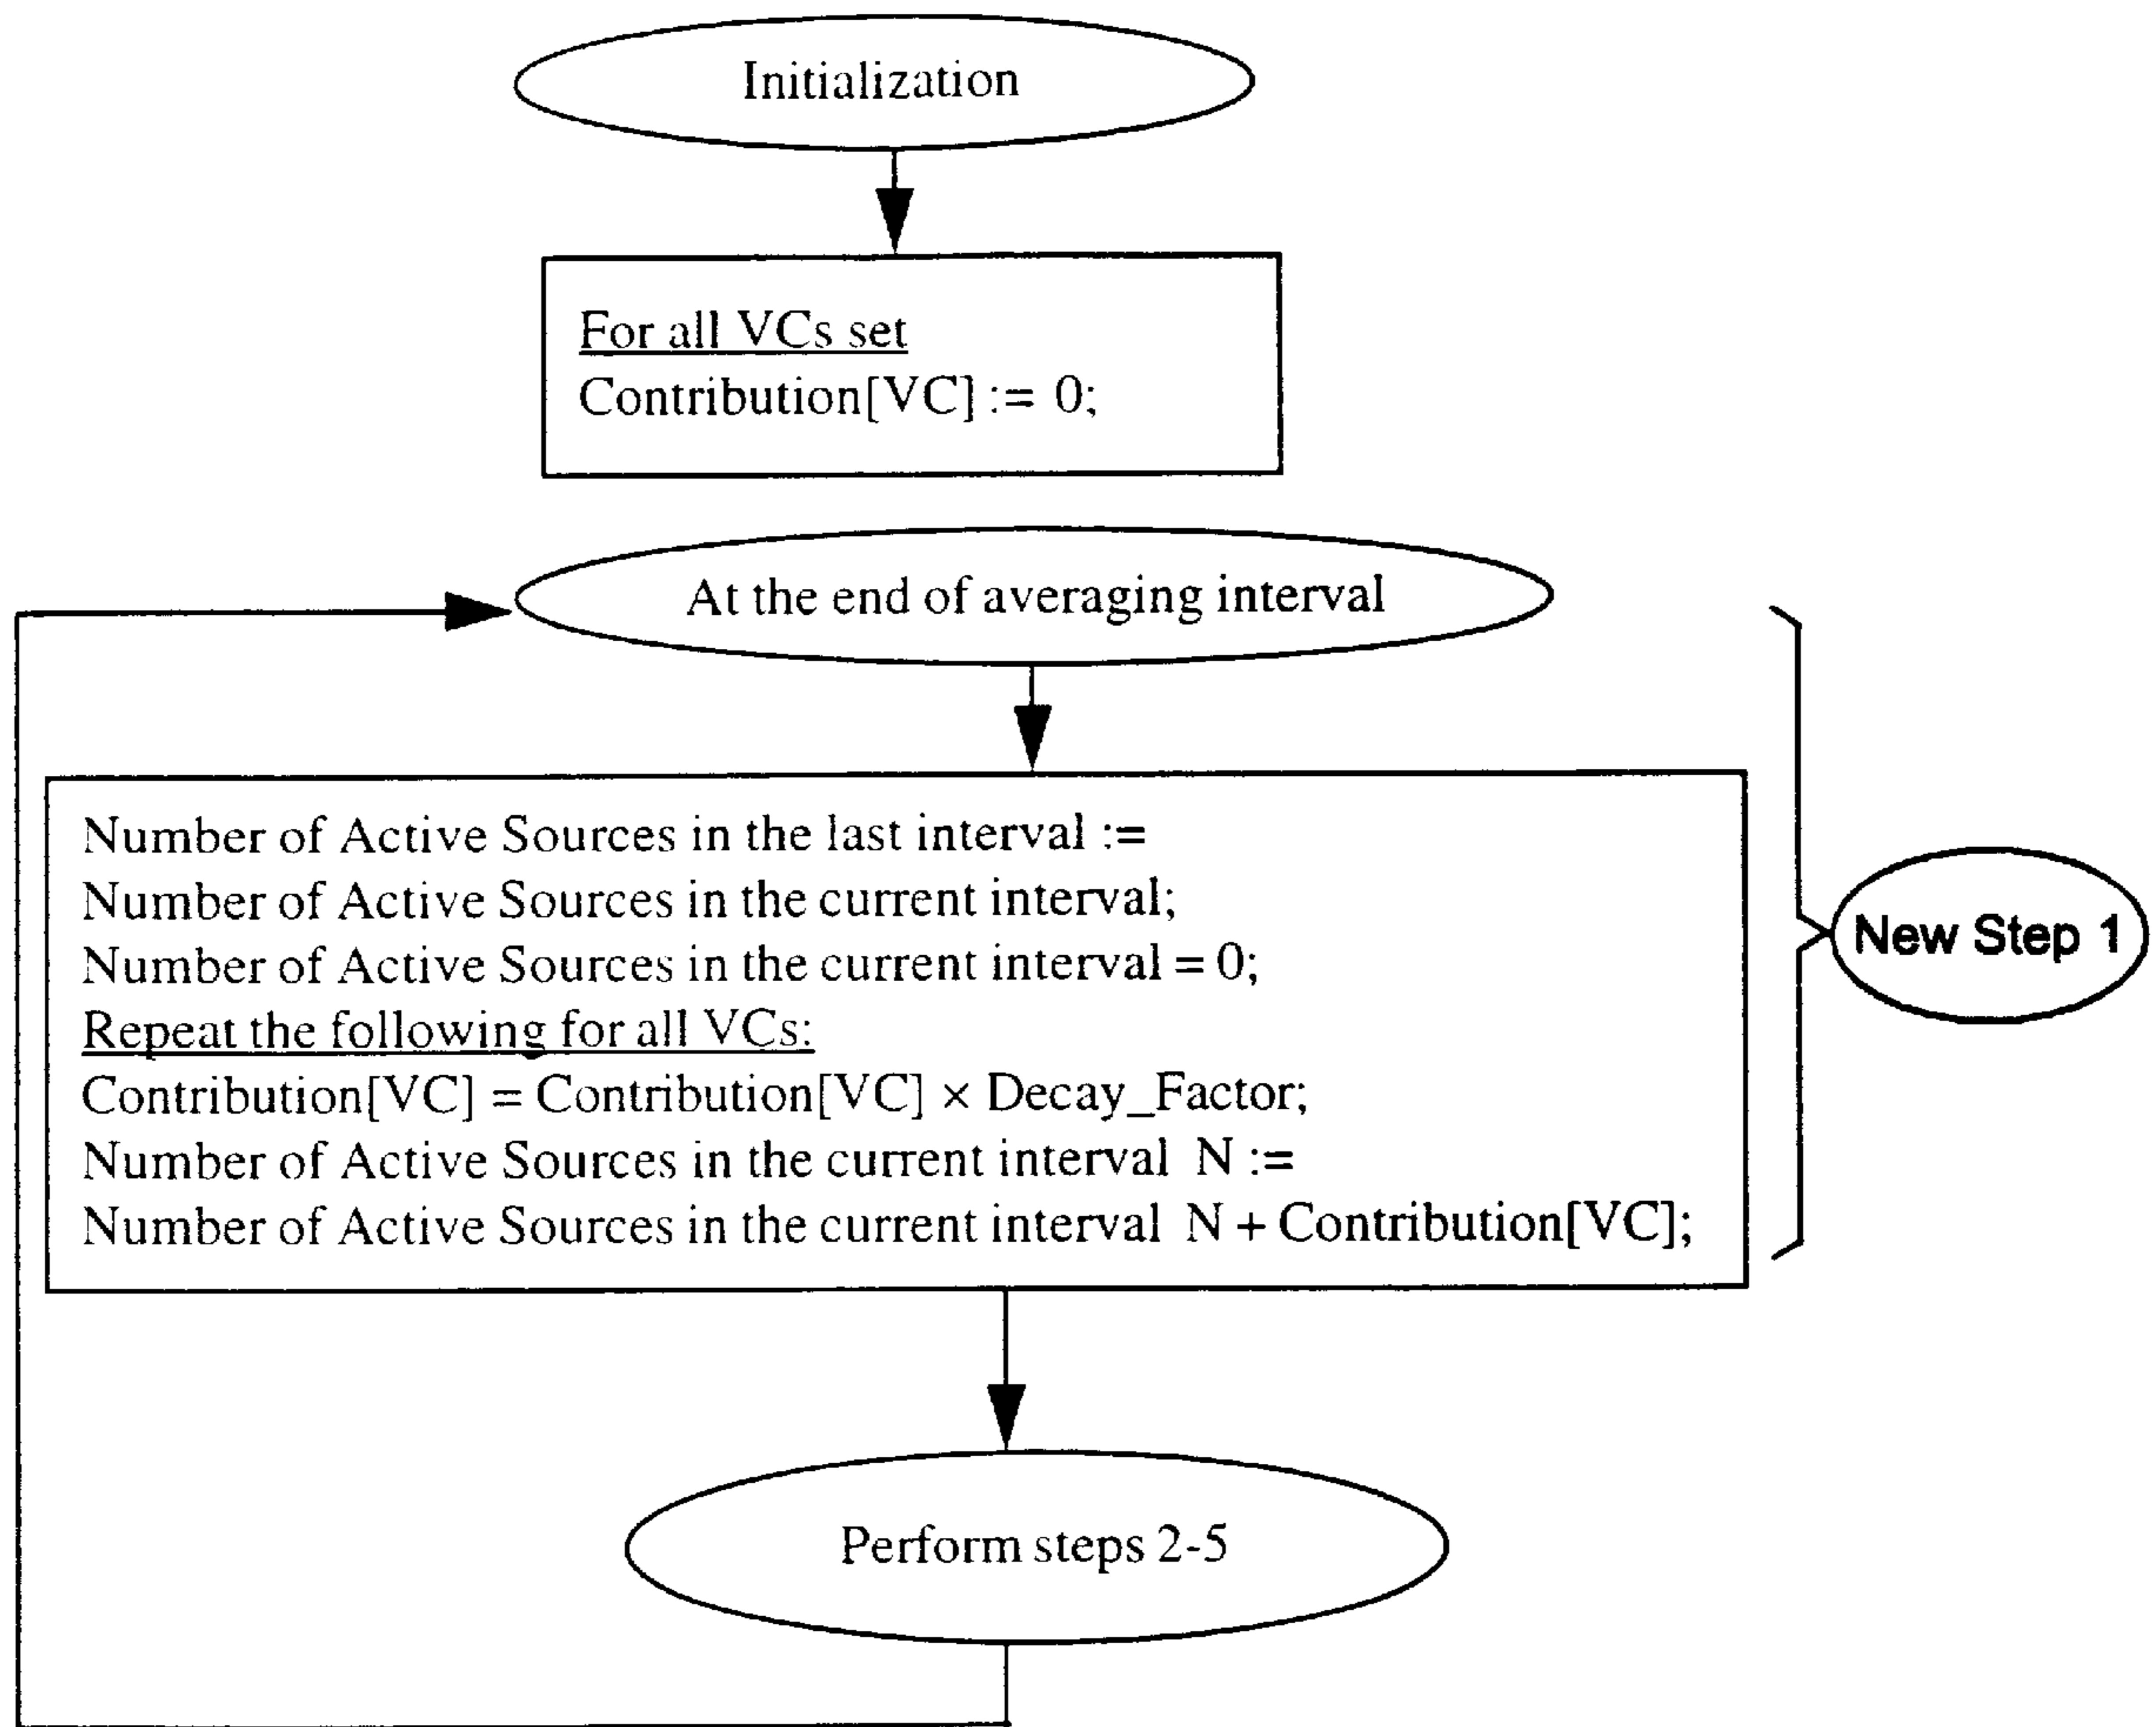 Initialization
For all VCs set
Contribution[VC] := 0;
At the end of averaging interval
Number of Active Sources in the last interval :=
Number of Active Sources in the current interval;
Number of Active Sources in the current interval = 0;
Repeat the following for all VCs:
Contribution[VC] = Contribution[VC] × Decay_Factor;
Number of Active Sources in the current interval N :=
Number of Active Sources in the current interval N + Contribution[VC];
New Step 1
Perform steps 2-5